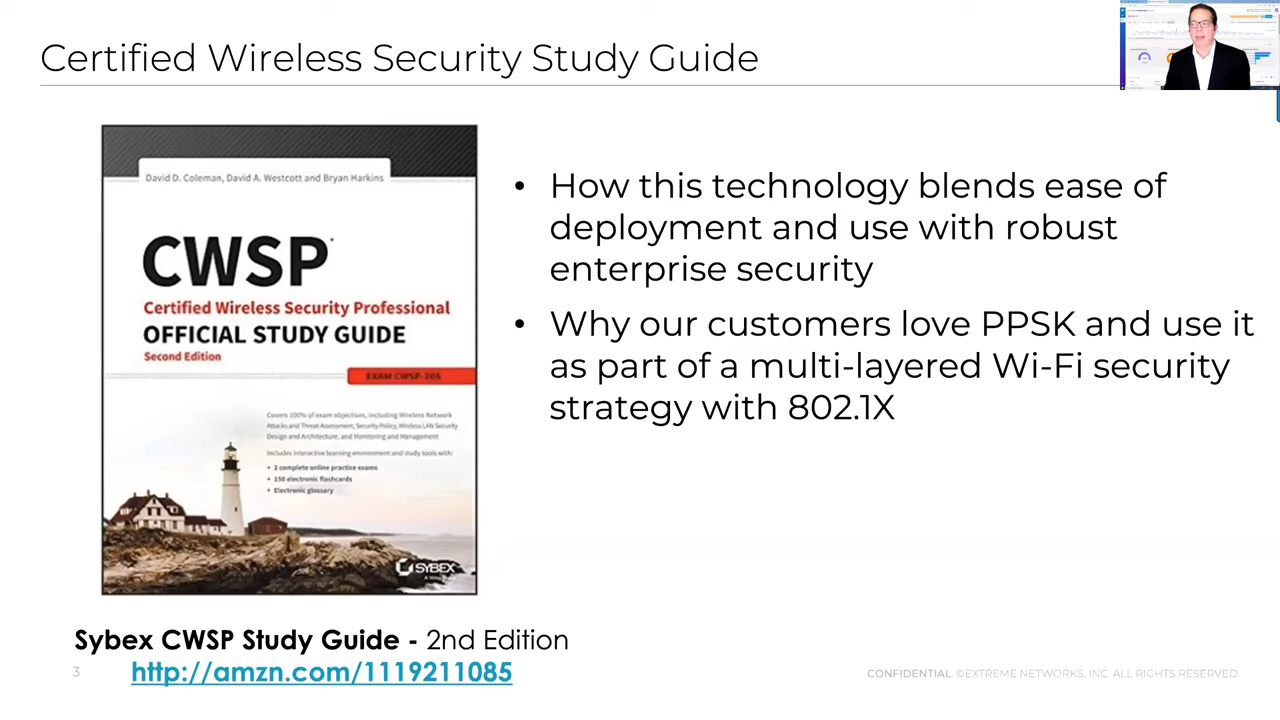 Certified Wireless Security Study Guide
David D. Coleman, David A. Westcott and Bryan Harkins
CWSP
Certified Wireless Security Professional
OFFICIAL STUDY GUIDE
Second Edition
EXAM CWSP-205
Covers 100% of exam objectives, including Wireless Network
Attacks and Threat Assessment, Security Policy, Wireless LAN Security
Design and Architecture, and Monitoring and Management
Includes interactive learning environment and study tools with:
• 2 complete online practice exams
• 150 electronic flashcards
• Electronic glossary
SYBEX
A Wiley
• How this technology blends ease of
deployment and use with robust
enterprise security
• Why our customers love PPSK and use it
as part of a multi-layered Wi-Fi security
strategy with 802.1X
Sybex CWSP Study Guide - 2nd Edition
http://amzn.com/1119211085
3
CONFIDENTIAL. ©EXTREME NETWORKS, INC. ALL RIGHTS RESERVED.